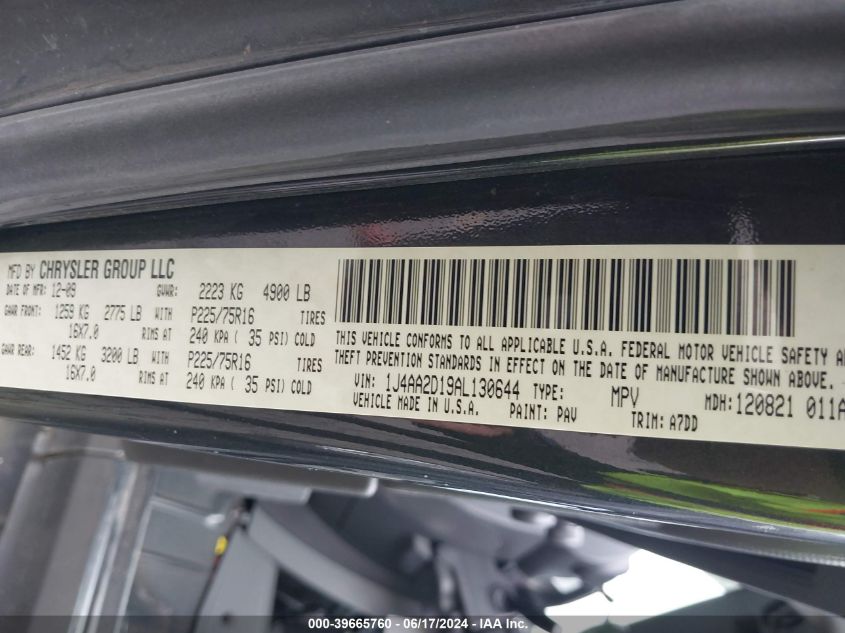 MFD BY CHRYSLER GROUP LLC
DATE OF MFR: 12-09 GVWR: 2223 KG 4900 LB
GAWR FRONT: 1259 KG 2775 LB WITH P225/75R16 TIRES
16X7.0 RIMS AT 240 KPA ( 35 PSI) COLD
GAWR REAR: 1452 KG 3200 LB WITH P225/75R16 TIRES
16X7.0 RIMS AT 240 KPA ( 35 PSI) COLD
THIS VEHICLE CONFORMS TO ALL APPLICABLE U.S.A. FEDERAL MOTOR VEHICLE SAFETY
THEFT PREVENTION STANDARDS IN EFFECT ON THE DATE OF MANUFACTURE SHOWN ABOVE.
VIN: 1J4AA2D19AL130644 TYPE: MPV MDH:120821 011A
VEHICLE MADE IN U.S.A. PAINT: PAV TRIM: A7DD
000-39665760 - 06/17/2024 - IAA Inc.